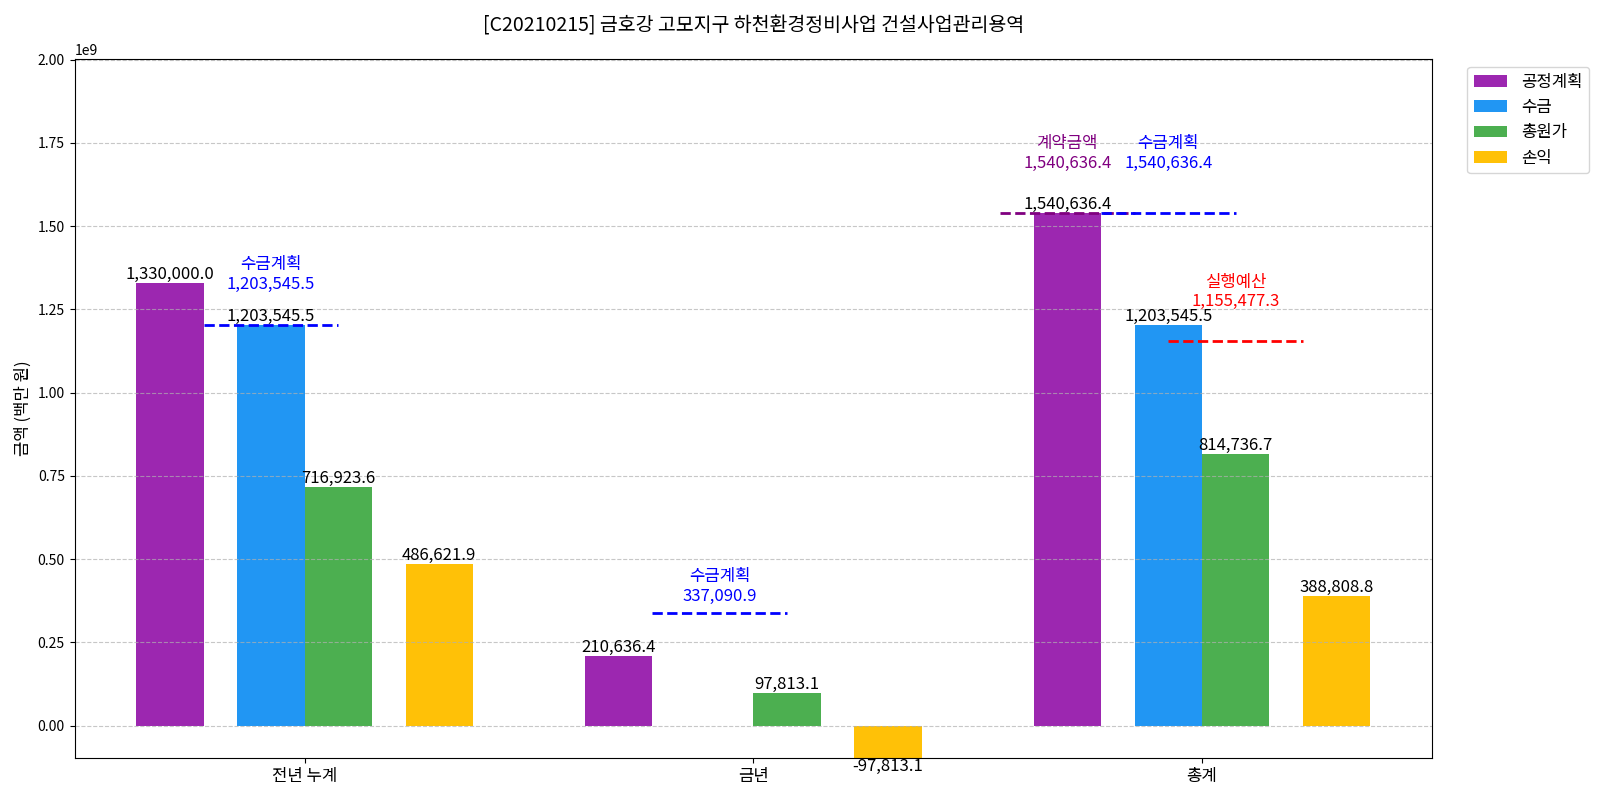 [C20210215] 금호강 고모지구 하천환경정비사업 건설사업관리용역
1e9
2.00
1.75
1.50
1.25
1.00
0.75
0.50
0.25
0.00
금액 (백만 원)
1,330,000.0
수금계획
1,203,545.5
1,203,545.5
716,923.6
486,621.9
210,636.4
수금계획
337,090.9
97,813.1
-97,813.1
계약금액
1,540,636.4
1,540,636.4
수금계획
1,540,636.4
1,203,545.5
실행예산
1,155,477.3
814,736.7
388,808.8
전년 누계
금년
총계
공정계획
수금
총원가
손익